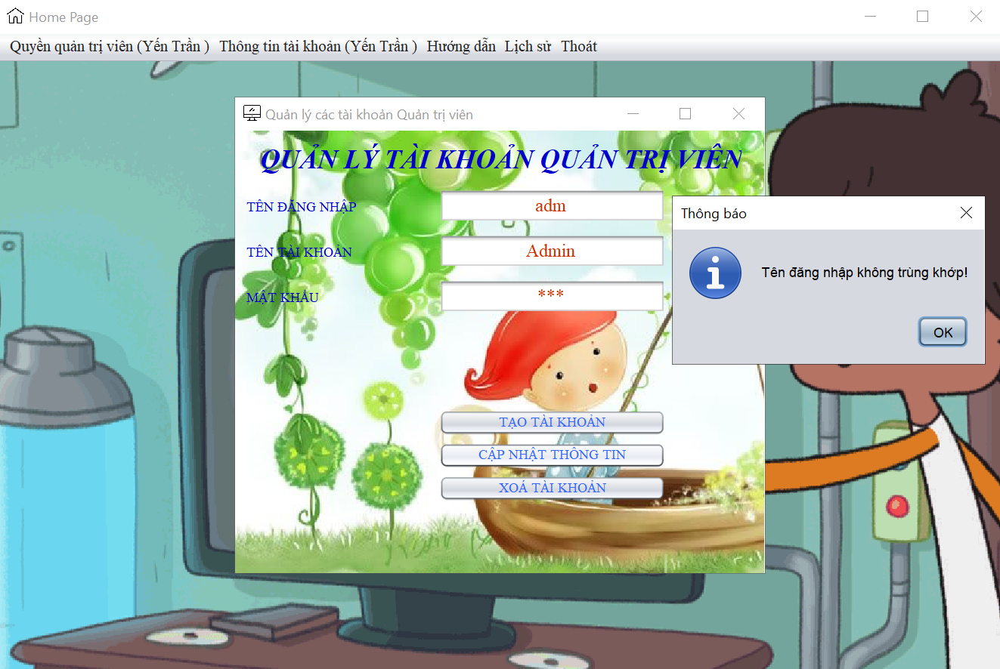 Home Page
Quyền quản trị viên (Yến Trần ) Thông tin tài khoản (Yến Trần ) Hướng dẫn Lịch sử Thoát
Quản lý các tài khoản Quản trị viên
QUẢN LÝ TÀI KHOẢN QUẢN TRỊ VIÊN
TÊN ĐĂNG NHẬP adm
TÊN TÀI KHOẢN Admin
MẬT KHẨU ***
TẠO TÀI KHOẢN
CẬP NHẬT THÔNG TIN
XOÁ TÀI KHOẢN
Thông báo
Tên đăng nhập không trùng khớp!
OK